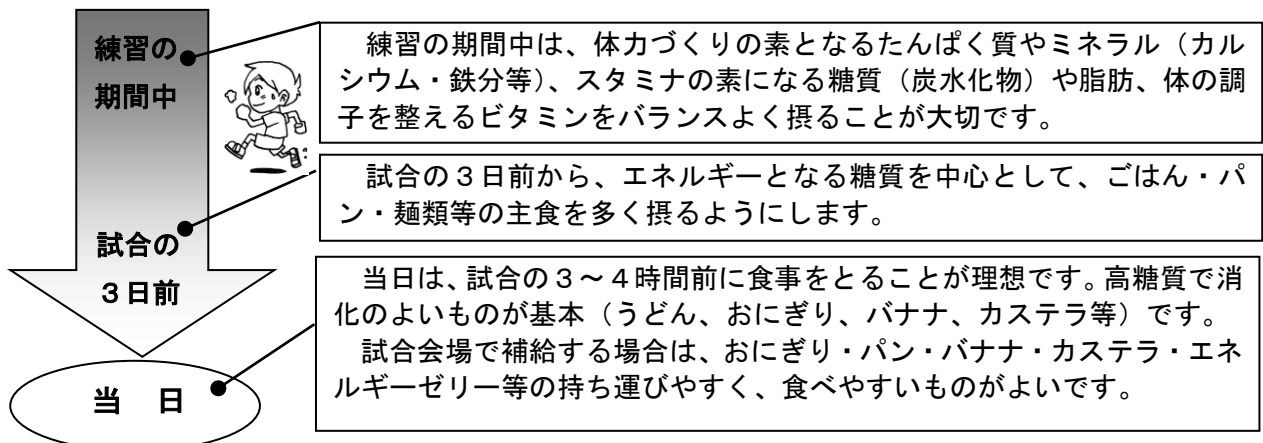 練習の
期間中
練習の期間中は、体力づくりの素となるたんぱく質やミネラル（カル
シウム・鉄分等）、スタミナの素になる糖質（炭水化物）や脂肪、体の調
子を整えるビタミンをバランスよく摂ることが大切です。
試合の
３日前
試合の３日前から、エネルギーとなる糖質を中心として、ごはん・パ
ン・麺類等の主食を多く摂るようにします。
当　日
当日は、試合の３～４時間前に食事をとることが理想です。高糖質で消
化のよいものが基本（うどん、おにぎり、バナナ、カステラ等）です。
試合会場で補給する場合は、おにぎり・パン・バナナ・カステラ・エネ
ルギーゼリー等の持ち運びやすく、食べやすいものがよいです。